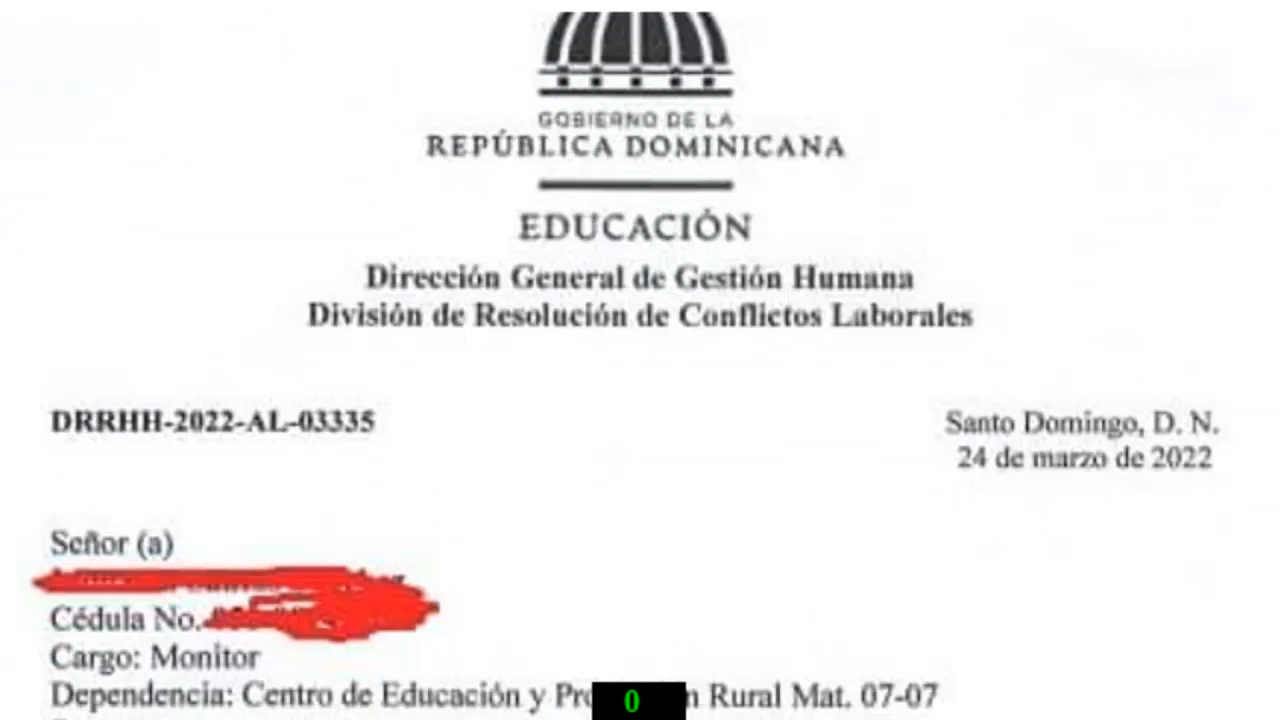 GOBIERNO DE LA
REPÚBLICA DOMINICANA
EDUCACIÓN
Dirección General de Gestión Humana
División de Resolución de Conflictos Laborales
DRRHH-2022-AL-03335
Santo Domingo, D. N.
24 de marzo de 2022
Señor (a)
Cédula No.
Cargo: Monitor
Dependencia: Centro de Educación y Rural Mat. 07-07
0